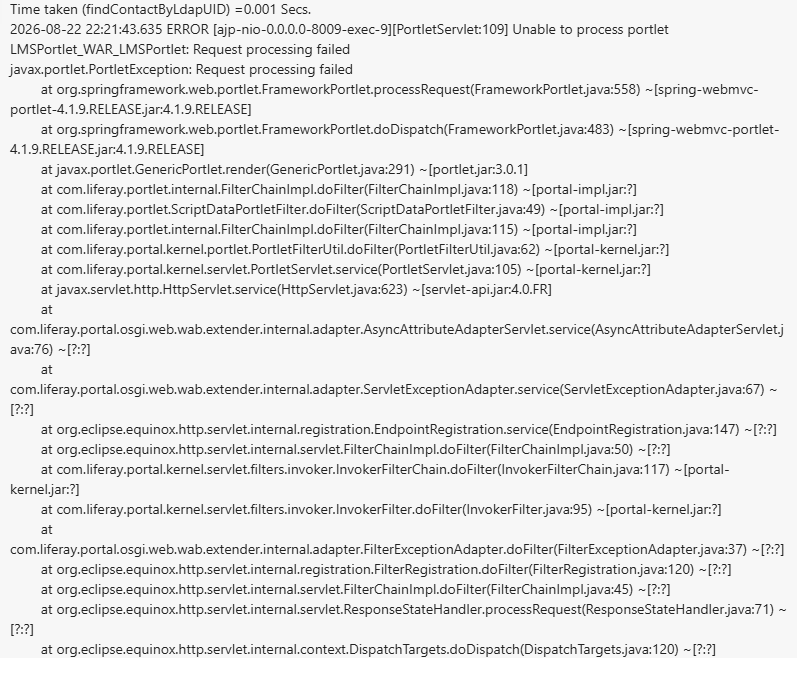 Time taken (findContactByLdapUID) =0.001 Secs.
2026-08-22 22:21:43.635 ERROR [ajp-nio-0.0.0.0-8009-exec-9][PortletServlet:109] Unable to process portlet
LMSPortlet_WAR_LMSPortlet: Request processing failed
javax.portlet.PortletException: Request processing failed
at org.springframework.web.portlet.FrameworkPortlet.processRequest(FrameworkPortlet.java:558) ~[spring-webmvc-
portlet-4.1.9.RELEASE.jar:4.1.9.RELEASE]
at org.springframework.web.portlet.FrameworkPortlet.doDispatch(FrameworkPortlet.java:483) ~[spring-webmvc-portlet-
4.1.9.RELEASE.jar:4.1.9.RELEASE]
at javax.portlet.GenericPortlet.render(GenericPortlet.java:291) ~[portlet.jar:3.0.1]
at com.liferay.portlet.internal.FilterChainImpl.doFilter(FilterChainImpl.java:118) ~[portal-impl.jar:?]
at com.liferay.portlet.ScriptDataPortletFilter.doFilter(ScriptDataPortletFilter.java:49) ~[portal-impl.jar:?]
at com.liferay.portlet.internal.FilterChainImpl.doFilter(FilterChainImpl.java:115) ~[portal-impl.jar:?]
at com.liferay.portal.kernel.portlet.PortletFilterUtil.doFilter(PortletFilterUtil.java:62) ~[portal-kernel.jar:?]
at com.liferay.portal.kernel.servlet.PortletServlet.service(PortletServlet.java:105) ~[portal-kernel.jar:?]
at javax.servlet.http.HttpServlet.service(HttpServlet.java:623) ~[servlet-api.jar:4.0.FR]
at
com.liferay.portal.osgi.web.wab.extender.internal.adapter.AsyncAttributeAdapterServlet.service(AsyncAttributeAdapterServlet.j
ava:76) ~[?:?]
at
com.liferay.portal.osgi.web.wab.extender.internal.adapter.ServletExceptionAdapter.service(ServletExceptionAdapter.java:67) ~
[?:?]
at org.eclipse.equinox.http.servlet.internal.registration.EndpointRegistration.service(EndpointRegistration.java:147) ~[?:?]
at org.eclipse.equinox.http.servlet.internal.servlet.FilterChainImpl.doFilter(FilterChainImpl.java:50) ~[?:?]
at com.liferay.portal.kernel.servlet.filters.invoker.InvokerFilterChain.doFilter(InvokerFilterChain.java:117) ~[portal-
kernel.jar:?]
at com.liferay.portal.kernel.servlet.filters.invoker.InvokerFilter.doFilter(InvokerFilter.java:95) ~[portal-kernel.jar:?]
at
com.liferay.portal.osgi.web.wab.extender.internal.adapter.FilterExceptionAdapter.doFilter(FilterExceptionAdapter.java:37) ~[?:?]
at org.eclipse.equinox.http.servlet.internal.registration.FilterRegistration.doFilter(FilterRegistration.java:120) ~[?:?]
at org.eclipse.equinox.http.servlet.internal.servlet.FilterChainImpl.doFilter(FilterChainImpl.java:45) ~[?:?]
at org.eclipse.equinox.http.servlet.internal.servlet.ResponseStateHandler.processRequest(ResponseStateHandler.java:71) ~
[?:?]
at org.eclipse.equinox.http.servlet.internal.context.DispatchTargets.doDispatch(DispatchTargets.java:120) ~[?:?]